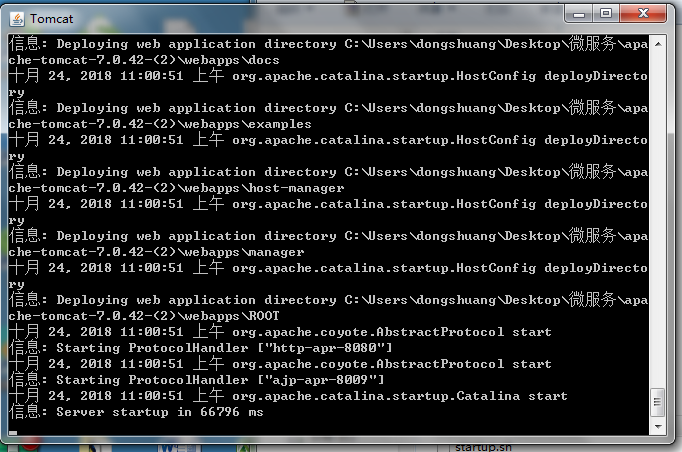 Tomcat
信息: Deploying web application directory C:\Users\dongshuang\Desktop\微服务\apa
che-tomcat-7.0.42-(2)\webapps\docs
十月 24, 2018 11:00:51 上午 org.apache.catalina.startup.HostConfig deployDirecto
ry
信息: Deploying web application directory C:\Users\dongshuang\Desktop\微服务\apa
che-tomcat-7.0.42-(2)\webapps\examples
十月 24, 2018 11:00:51 上午 org.apache.catalina.startup.HostConfig deployDirecto
ry
信息: Deploying web application directory C:\Users\dongshuang\Desktop\微服务\apa
che-tomcat-7.0.42-(2)\webapps\host-manager
十月 24, 2018 11:00:51 上午 org.apache.catalina.startup.HostConfig deployDirecto
ry
信息: Deploying web application directory C:\Users\dongshuang\Desktop\微服务\apa
che-tomcat-7.0.42-(2)\webapps\manager
十月 24, 2018 11:00:51 上午 org.apache.catalina.startup.HostConfig deployDirecto
ry
信息: Deploying web application directory C:\Users\dongshuang\Desktop\微服务\apa
che-tomcat-7.0.42-(2)\webapps\ROOT
十月 24, 2018 11:00:51 上午 org.apache.coyote.AbstractProtocol start
信息: Starting ProtocolHandler ["http-apr-8080"]
十月 24, 2018 11:00:51 上午 org.apache.coyote.AbstractProtocol start
信息: Starting ProtocolHandler ["ajp-apr-8009"]
十月 24, 2018 11:00:51 上午 org.apache.catalina.startup.Catalina start
信息: Server startup in 66796 ms
startup.sh